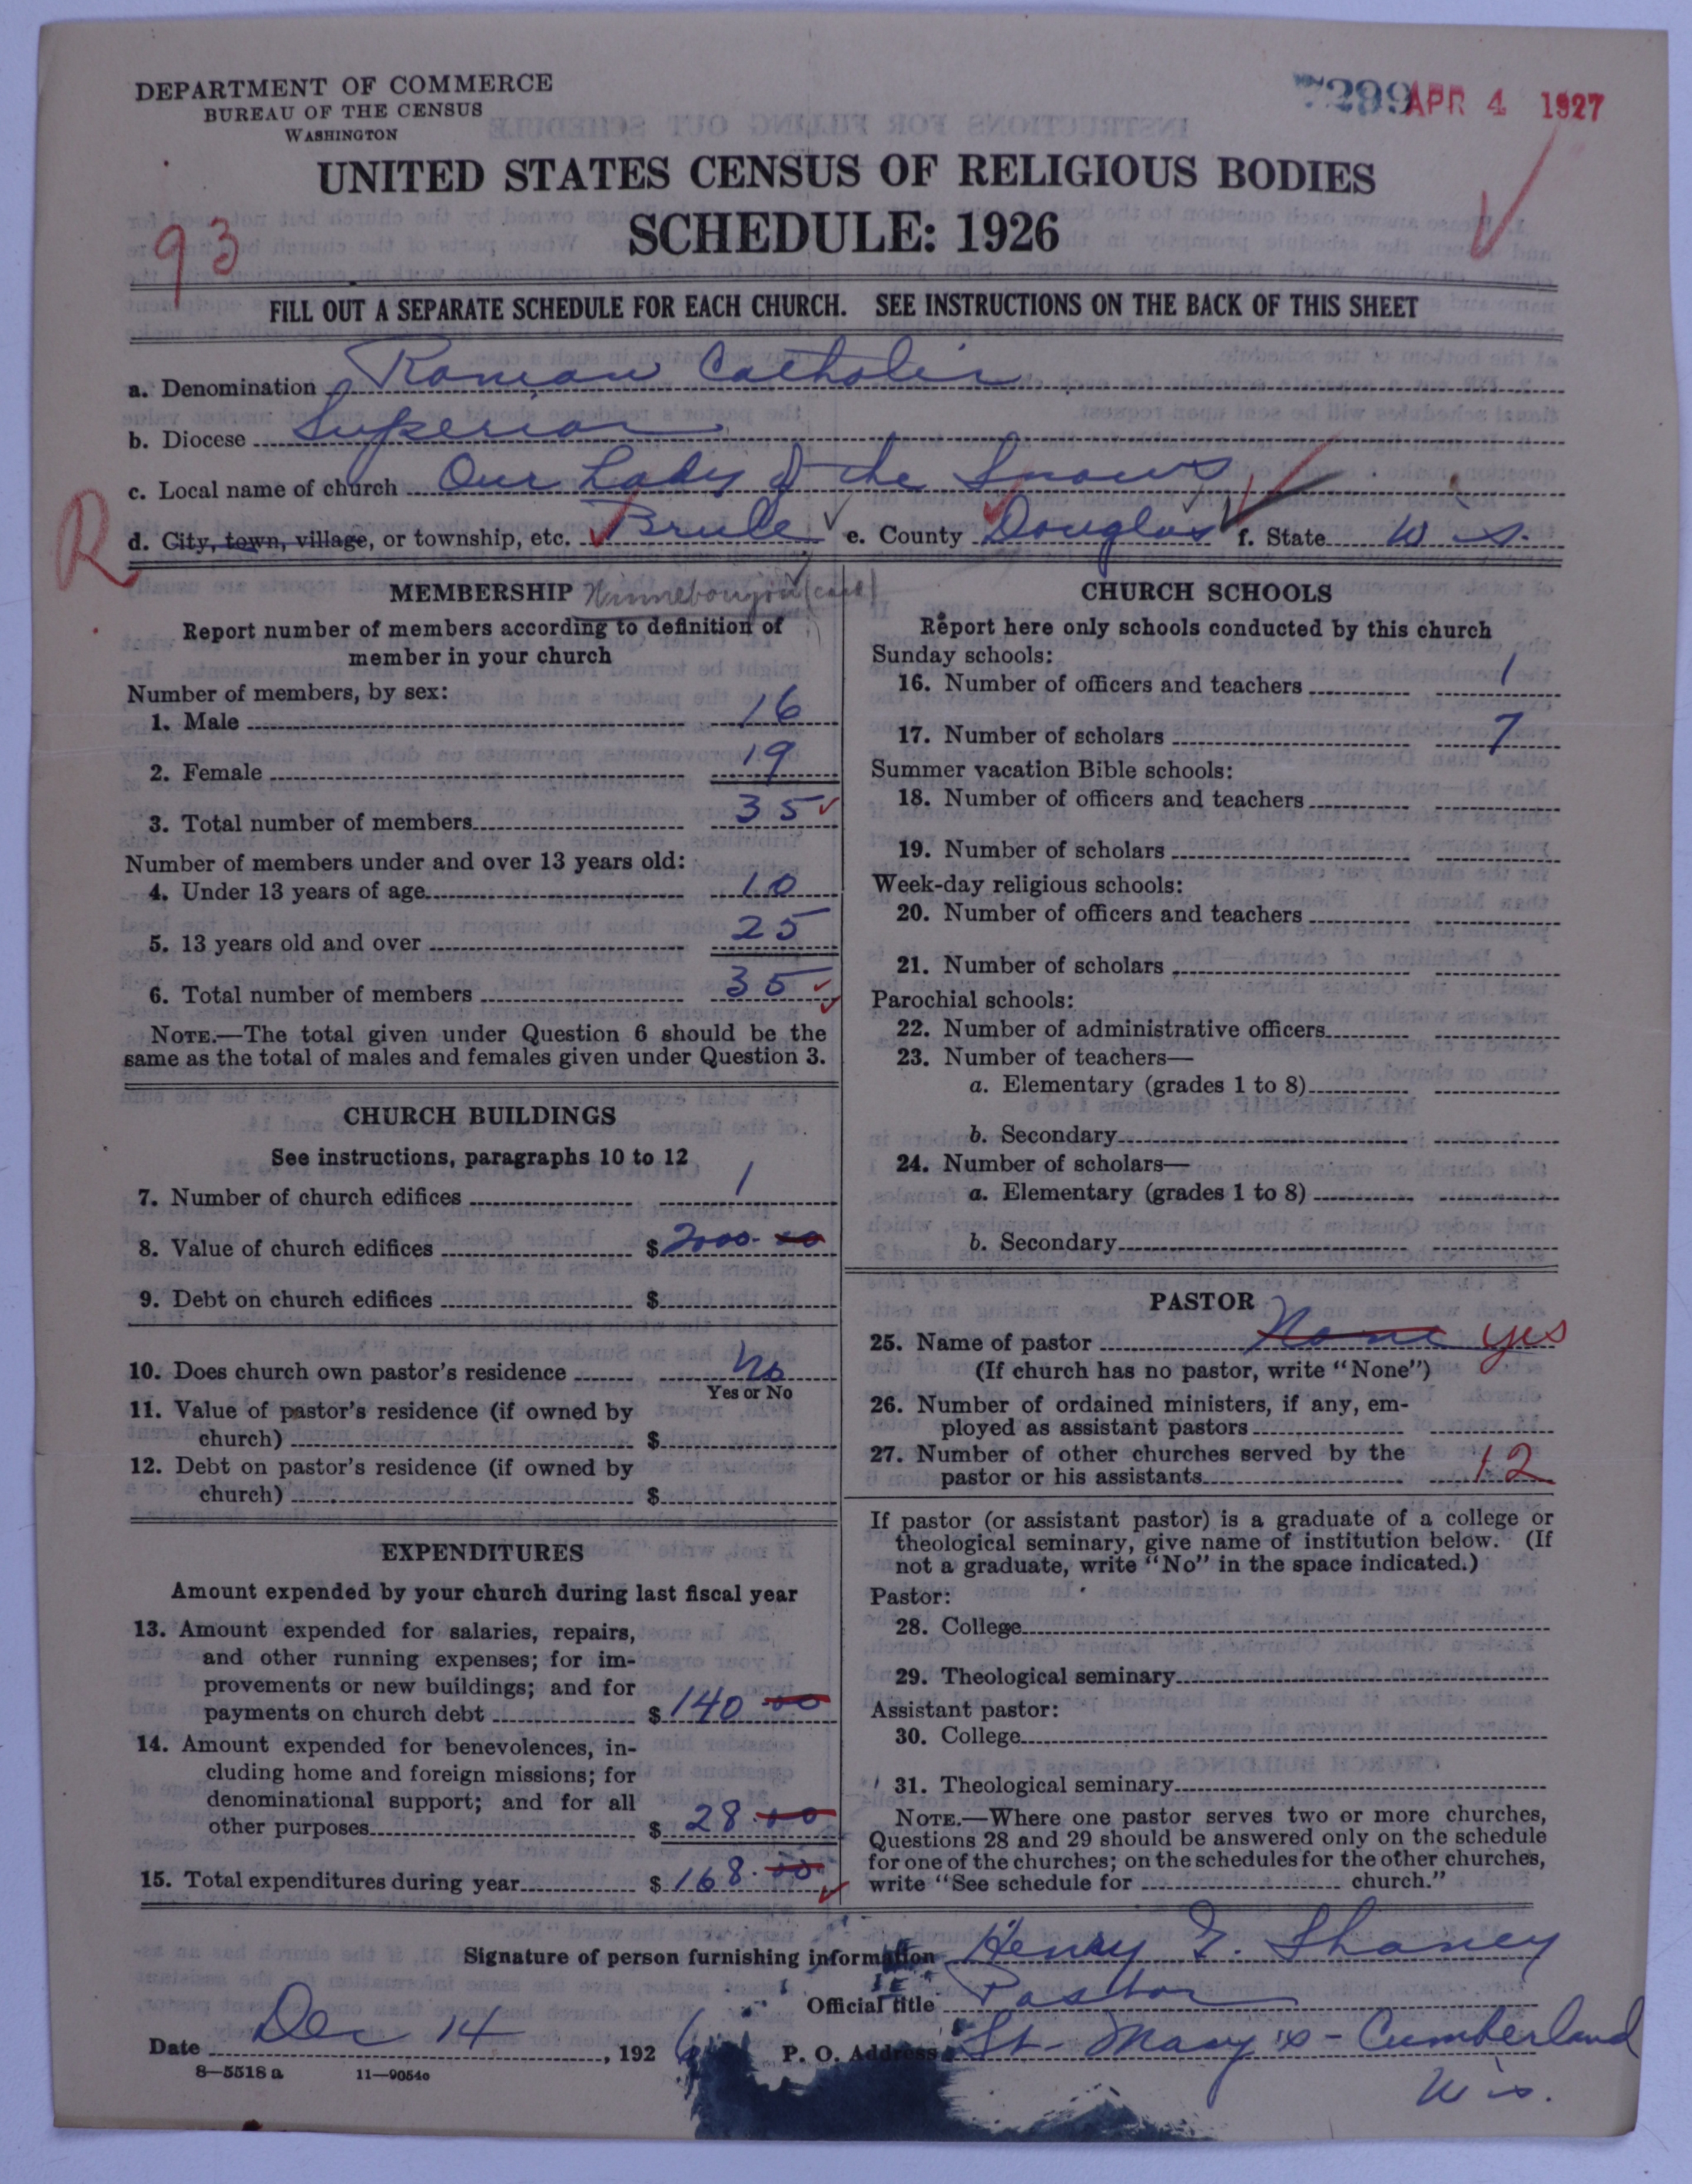 DEPARTMENT OF COMMERCE
BUREAU OF THE CENSUS
WASHINGTON
7299 APR 4 1927
UNITED STATES CENSUS OF RELIGIOUS BODIES
SCHEDULE: 1926
93
FILL OUT A SEPARATE SCHEDULE FOR EACH CHURCH. SEE INSTRUCTIONS ON THE BACK OF THIS SHEET
a. Denomination Roman Catholic
b. Diocese Superior
c. Local name of church Our Lady of the Snows
R
d. City, town, village, or township, etc. Brule e. County Douglas f. State Wis.
MEMBERSHIP Winneboujou
Report number of members according to definition of
member in your church
Number of members, by sex:
1. Male 16
2. Female 19
3. Total number of members 35
Number of members under and over 13 years old:
4. Under 13 years of age 10
5. 13 years old and over 25
6. Total number of members 35
NOTE.—The total given under Question 6 should be the
same as the total of males and females given under Question 3.
CHURCH BUILDINGS
See instructions, paragraphs 10 to 12
7. Number of church edifices 1
8. Value of church edifices $2000.00
9. Debt on church edifices $
10. Does church own pastor's residence No
Yes or No
11. Value of pastor's residence (if owned by
church) $
12. Debt on pastor's residence (if owned by
church) $
EXPENDITURES
Amount expended by your church during last fiscal year
13. Amount expended for salaries, repairs,
and other running expenses; for im-
provements or new buildings; and for
payments on church debt $140.00
14. Amount expended for benevolences, in-
cluding home and foreign missions; for
denominational support; and for all
other purposes $28.00
15. Total expenditures during year $168.00
CHURCH SCHOOLS
Report here only schools conducted by this church
Sunday schools:
16. Number of officers and teachers 1
17. Number of scholars 7
Summer vacation Bible schools:
18. Number of officers and teachers
19. Number of scholars
Week-day religious schools:
20. Number of officers and teachers
21. Number of scholars
Parochial schools:
22. Number of administrative officers
23. Number of teachers—
a. Elementary (grades 1 to 8)
b. Secondary
24. Number of scholars—
a. Elementary (grades 1 to 8)
b. Secondary
PASTOR
25. Name of pastor None yes
(If church has no pastor, write "None")
26. Number of ordained ministers, if any, em-
ployed as assistant pastors
27. Number of other churches served by the
pastor or his assistants 12
If pastor (or assistant pastor) is a graduate of a college or
theological seminary, give name of institution below. (If
not a graduate, write "No" in the space indicated.)
Pastor:
28. College
29. Theological seminary
Assistant pastor:
30. College
31. Theological seminary
NOTE.—Where one pastor serves two or more churches,
Questions 28 and 29 should be answered only on the schedule
for one of the churches; on the schedules for the other churches,
write "See schedule for church."
Signature of person furnishing information Henry F. Shaney
Official title Pastor
Date Dec 14, 1926 P. O. Address St. Mary's - Cumberland
Wis.
8—5518 a 11—9054c